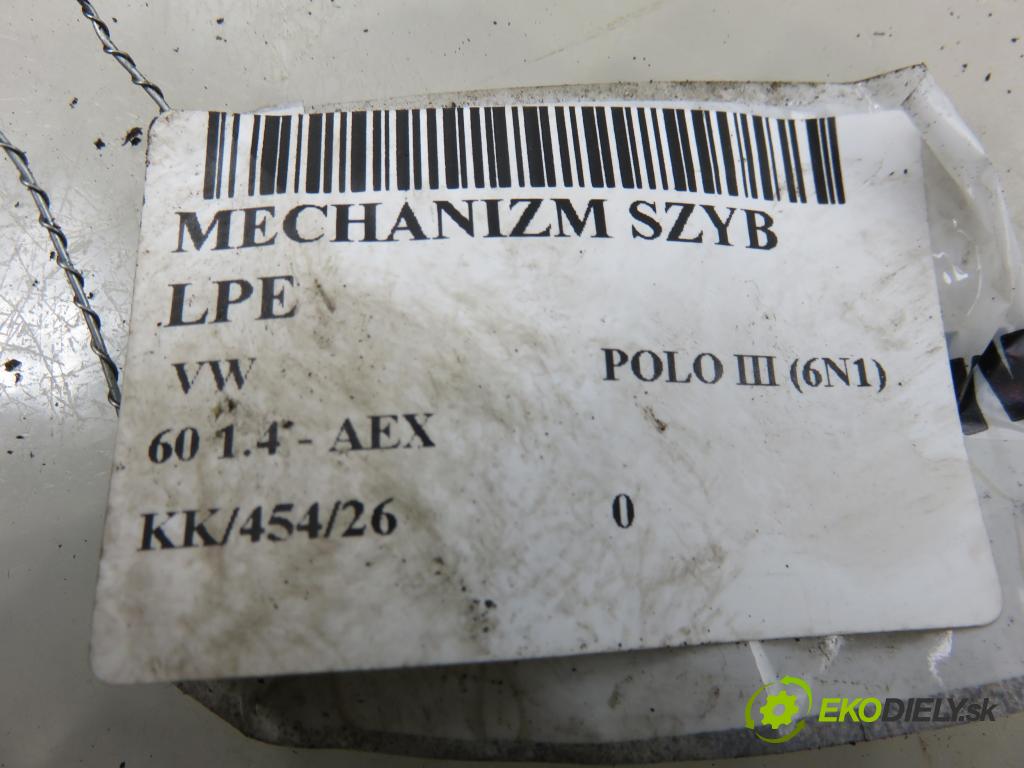 MECHANIZM SZYB
LPE
VW POLO III (6N1)
60 1.4 - AEX
KK/454/26 0
EKODIELY.sk